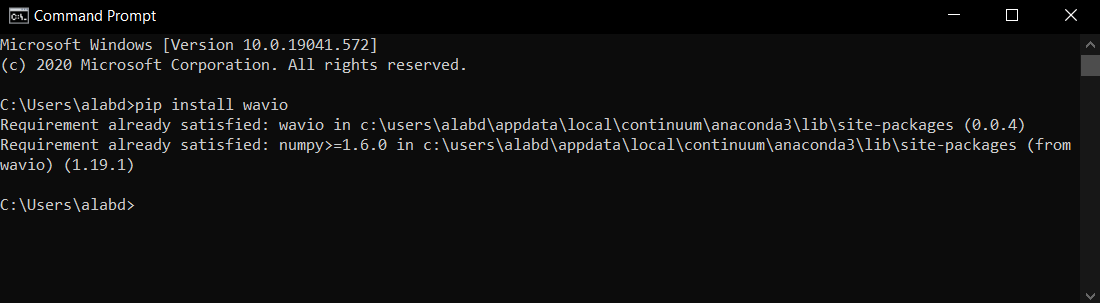 Command Prompt
Microsoft Windows [Version 10.0.19041.572]
(c) 2020 Microsoft Corporation. All rights reserved.
C:\Users\alabd>pip install wavio
Requirement already satisfied: wavio in c:\users\alabd\appdata\local\continuum\anaconda3\lib\site-packages (0.0.4)
Requirement already satisfied: numpy>=1.6.0 in c:\users\alabd\appdata\local\continuum\anaconda3\lib\site-packages (from
wavio) (1.19.1)
C:\Users\alabd>